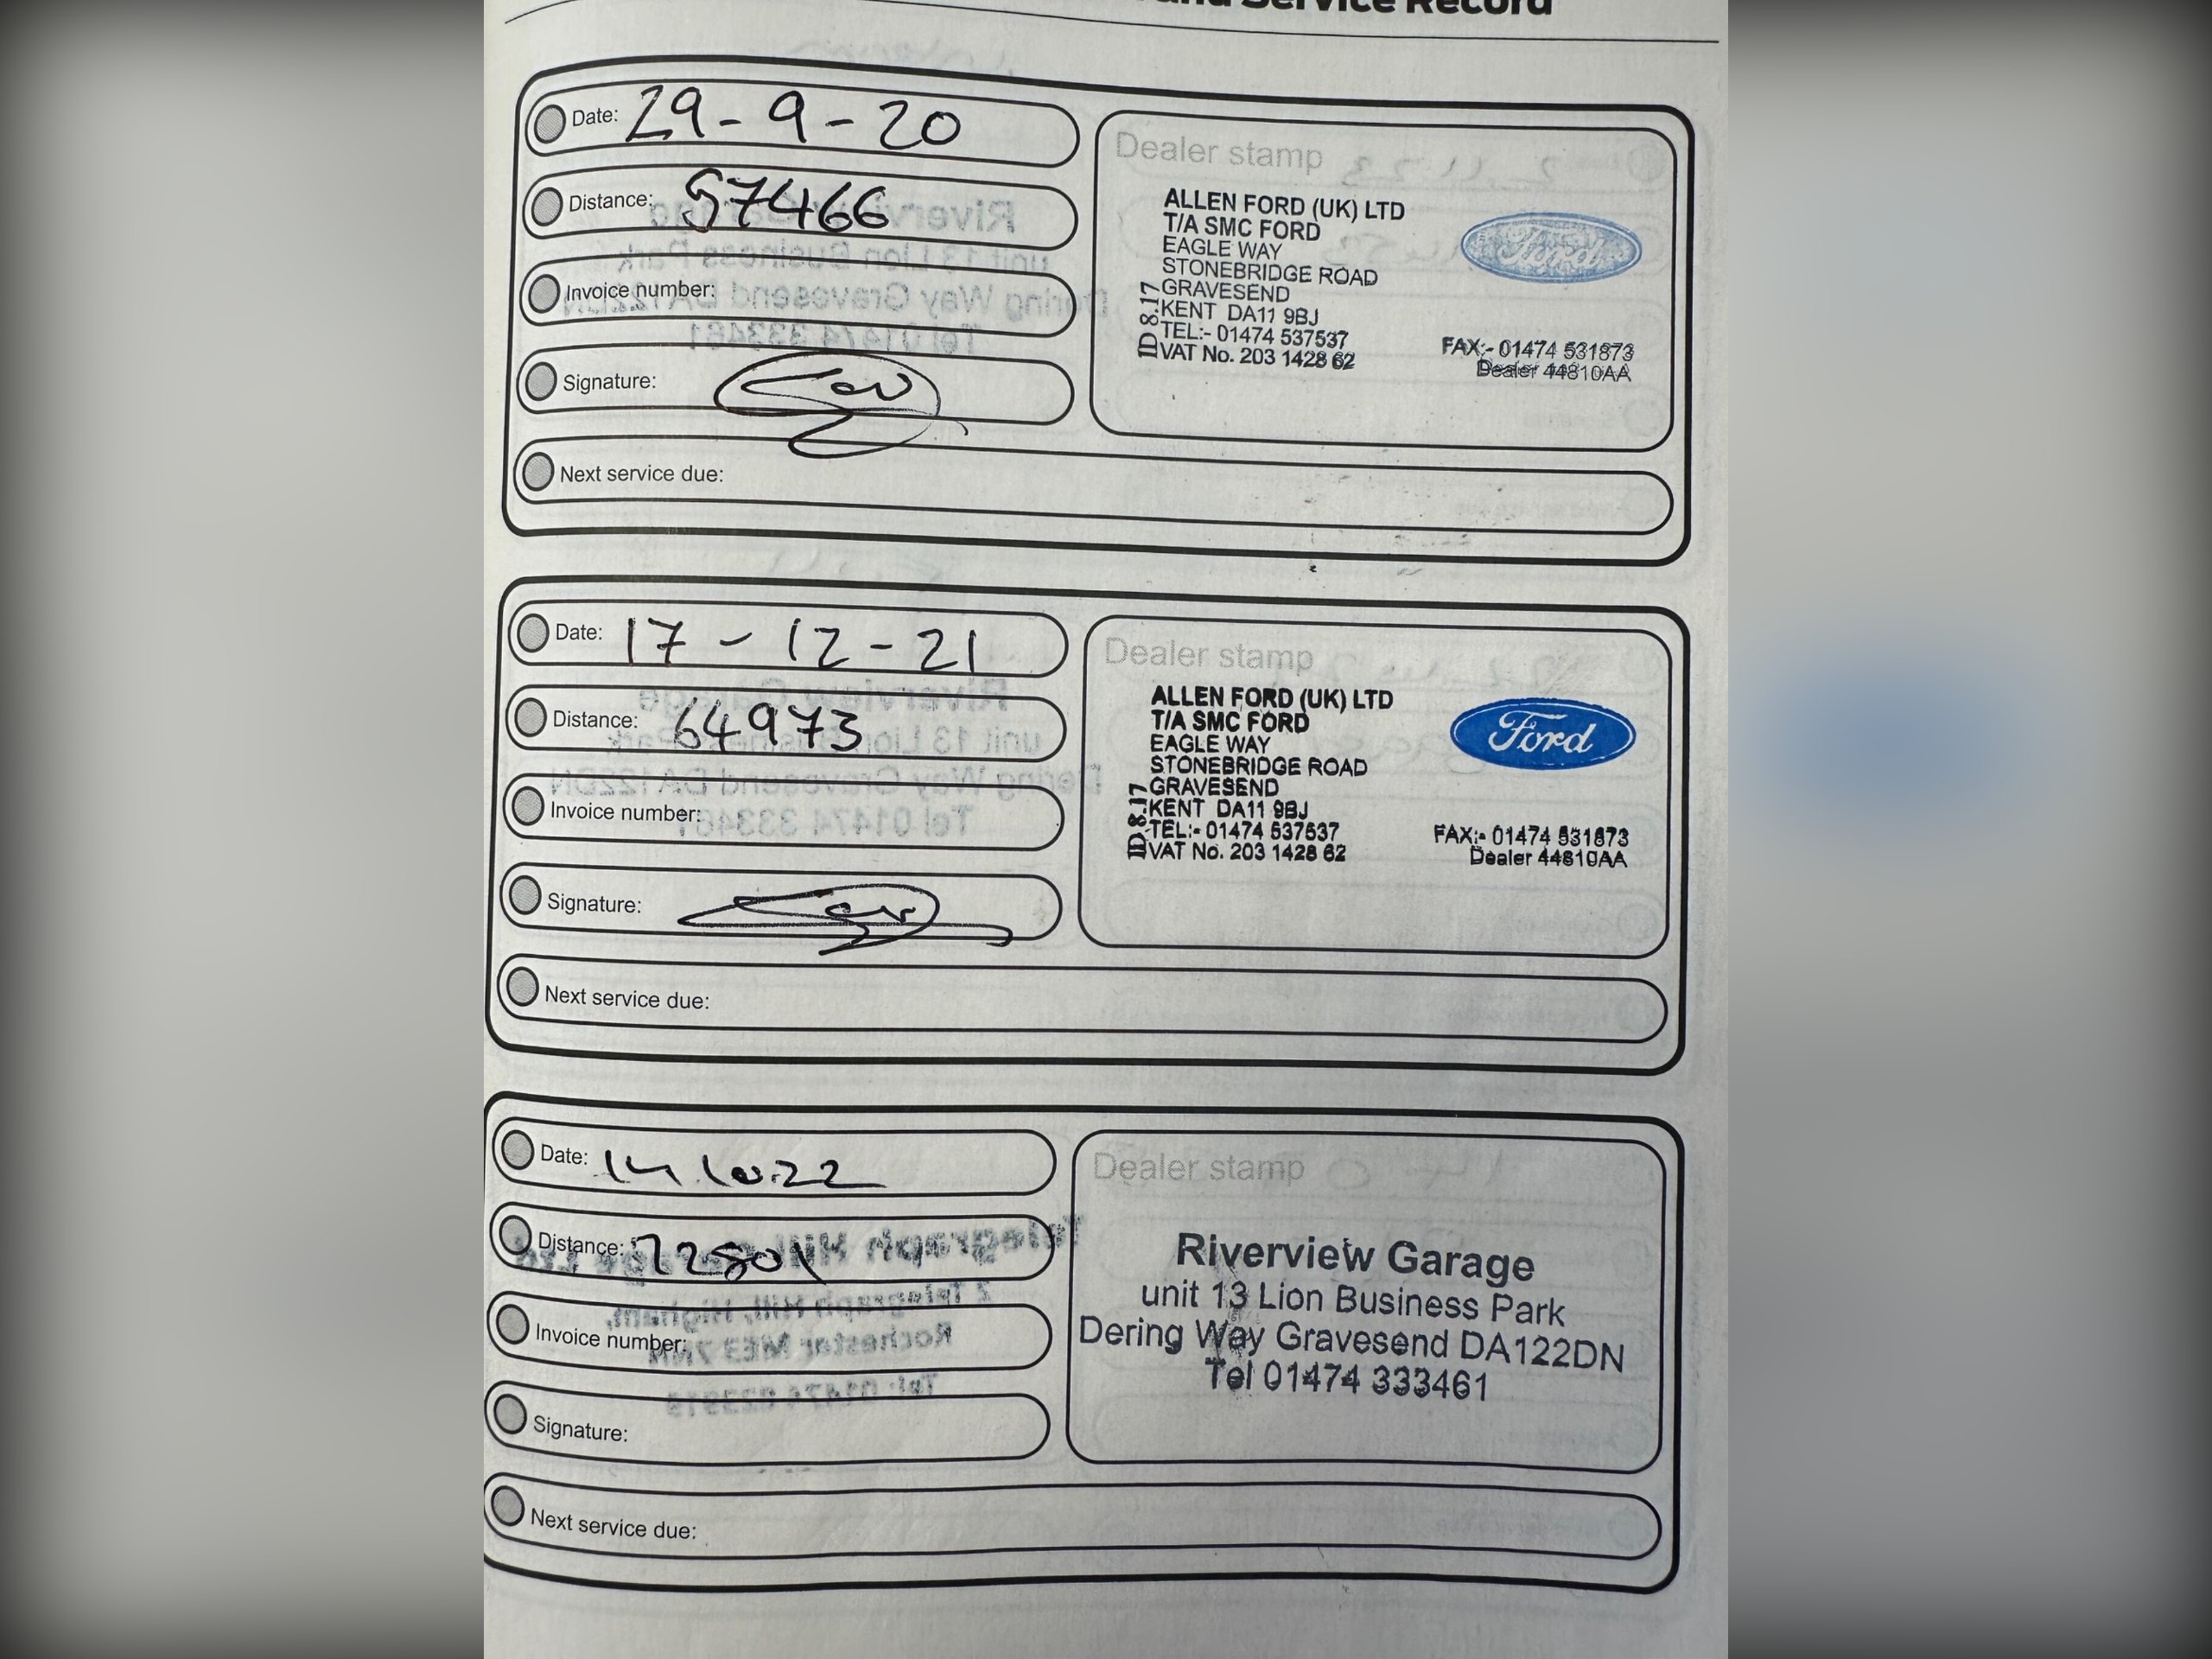 and Service Record
Date: 29-9-20
Distance: 57466
Invoice number:
Signature:
Next service due:
Dealer stamp
ALLEN FORD (UK) LTD
T/A SMC FORD
EAGLE WAY
STONEBRIDGE ROAD
GRAVESEND
KENT DA11 9BJ
TEL:- 01474 537537
VAT No. 203 1428 62
ID 8.17
Ford
FAX:- 01474 531873
Dealer 44810AA
Date: 17-12-21
Distance: 64973
Invoice number:
Signature:
Next service due:
Dealer stamp
ALLEN FORD (UK) LTD
T/A SMC FORD
EAGLE WAY
STONEBRIDGE ROAD
GRAVESEND
KENT DA11 9BJ
TEL:- 01474 537537
VAT No. 203 1428 62
ID 8.17
Ford
FAX:- 01474 531873
Dealer 44810AA
Date: 14.10.22
Distance: 72801
Invoice number:
Signature:
Next service due:
Dealer stamp
Riverview Garage
unit 13 Lion Business Park
Dering Way Gravesend DA122DN
Tel 01474 333461